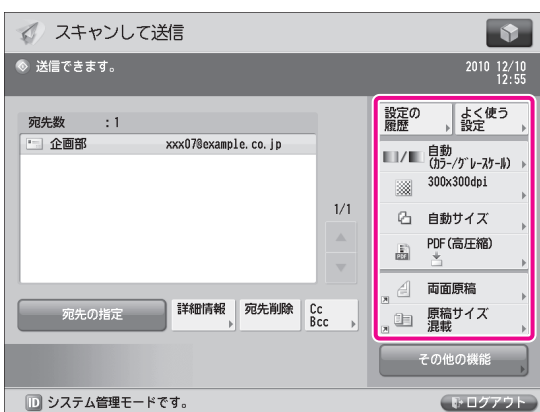 スキャンして送信
送信できます。
2010 12/10
12:55
宛先数 :1
企画部 xxx07@example.co.jp
1/1
宛先の指定
詳細情報
宛先削除
Cc
Bcc
設定の
履歴
よく使う
設定
自動
(カラー/グレースケール)
300x300dpi
自動サイズ
PDF
PDF(高圧縮)
両面原稿
原稿サイズ
混載
その他の機能
ID システム管理モードです。
ログアウト